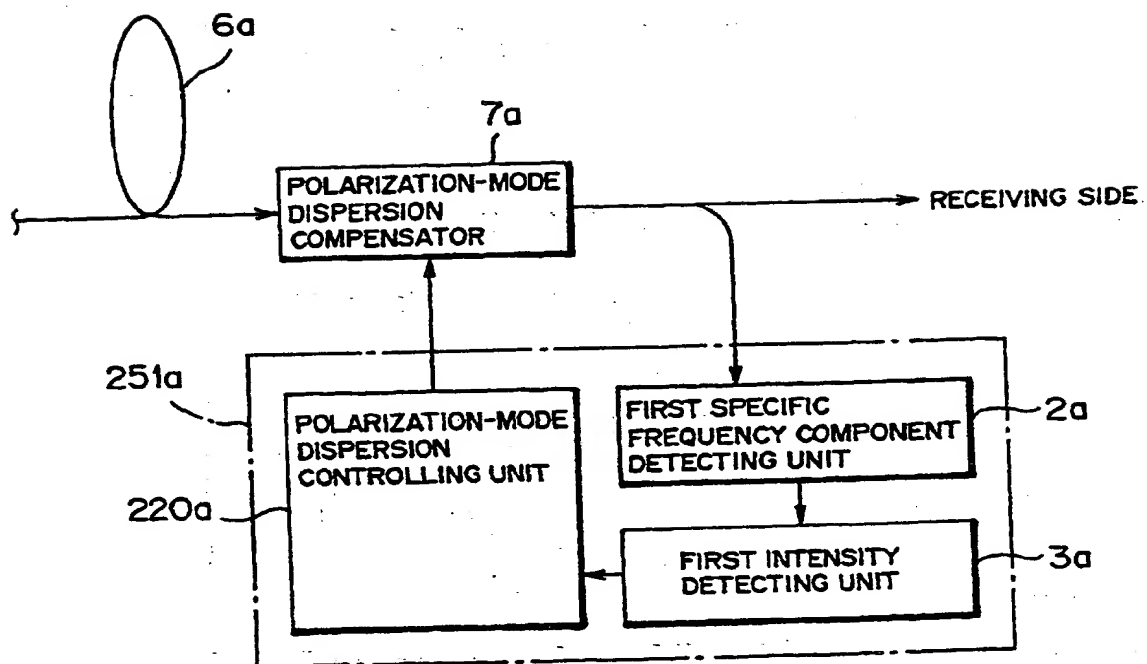 6a
7a
POLARIZATION-MODE
DISPERSION
COMPENSATOR
RECEIVING SIDE
251a
POLARIZATION-MODE
DISPERSION
CONTROLLING UNIT
220a
FIRST SPECIFIC
FREQUENCY COMPONENT
DETECTING UNIT
2a
FIRST INTENSITY
DETECTING UNIT
3a